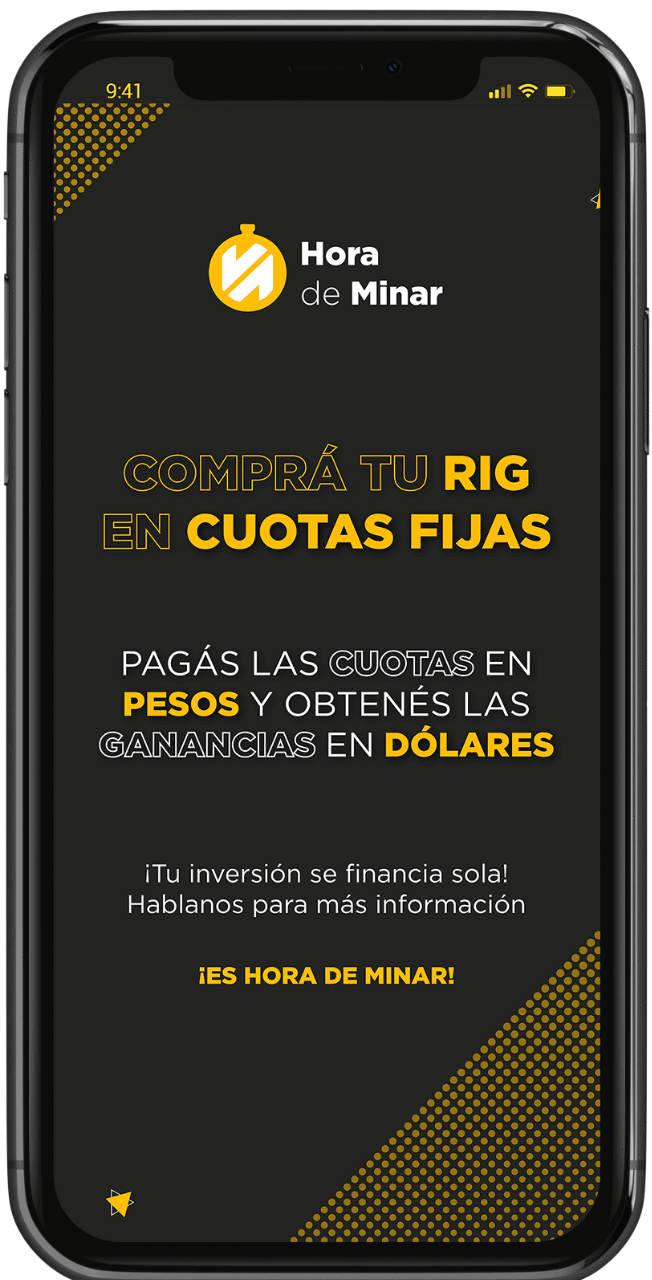 9:41
Hora
de Minar
COMPRÁ TU RIG
EN CUOTAS FIJAS
PAGÁS LAS CUOTAS EN
PESOS Y OBTENÉS LAS
GANANCIAS EN DÓLARES
¡Tu inversión se financia sola!
Hablanos para más información
¡ES HORA DE MINAR!